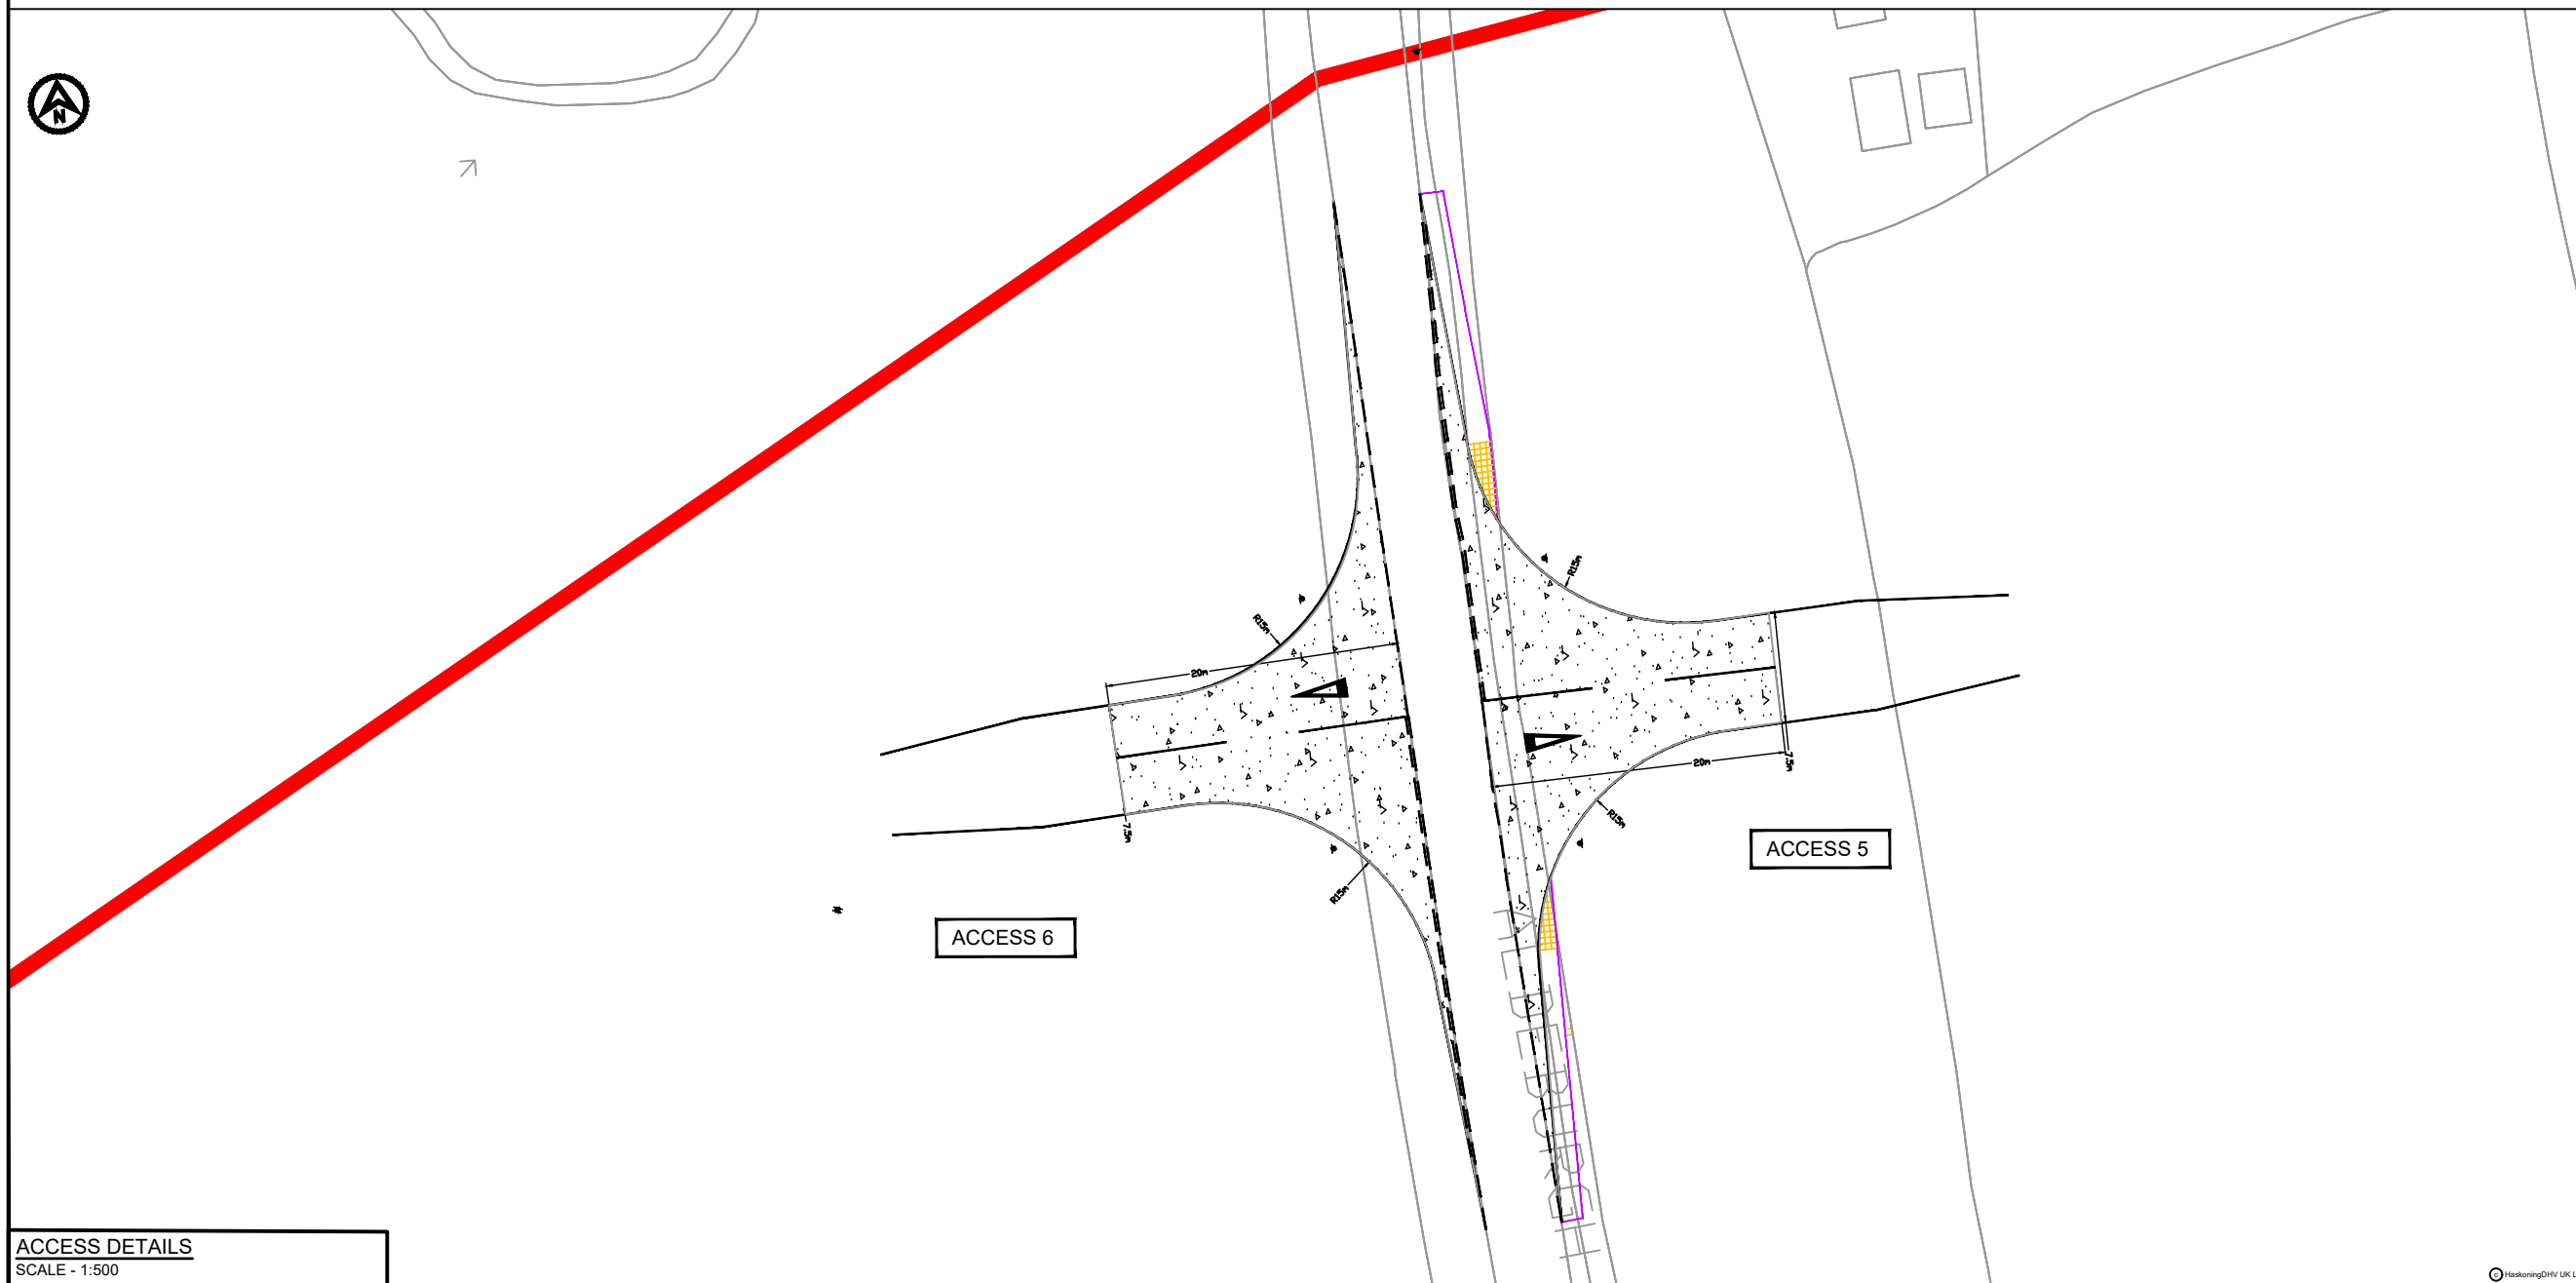 N
R15m
R15m
20m
20m
7.5m
R15m
7.5m
ACCESS 5
R15m
ACCESS 6
ACCESS DETAILS
SCALE - 1:500
© HaskoningDHV UK L